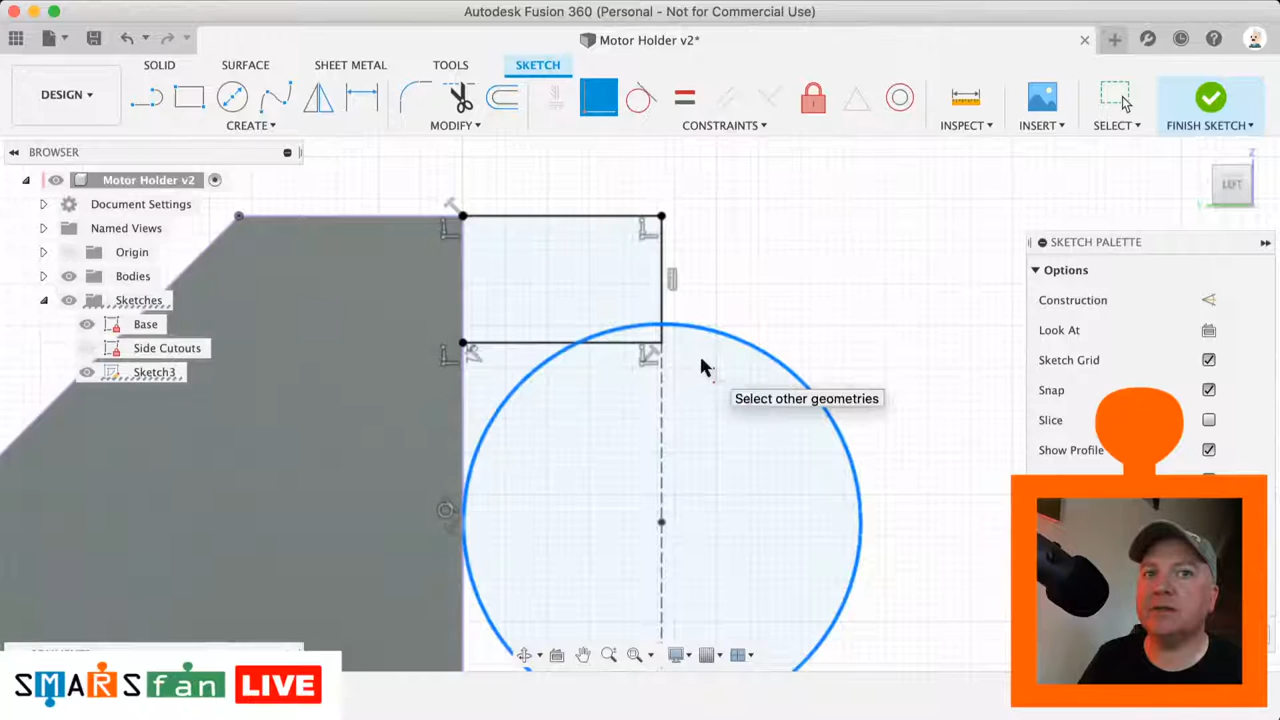 Autodesk Fusion 360 (Personal - Not for Commercial Use)
Motor Holder v2*
DESIGN
SOLID
SURFACE
SHEET METAL
TOOLS
SKETCH
CREATE
MODIFY
CONSTRAINTS
INSPECT
INSERT
SELECT
FINISH SKETCH
BROWSER
Motor Holder v2
Document Settings
Named Views
Origin
Bodies
Sketches
Base
Side Cutouts
Sketch3
Z
LEFT
SKETCH PALETTE
Options
Construction
Look At
Sketch Grid
Snap
Slice
Show Profile
Select other geometries
SMARSfan LIVE